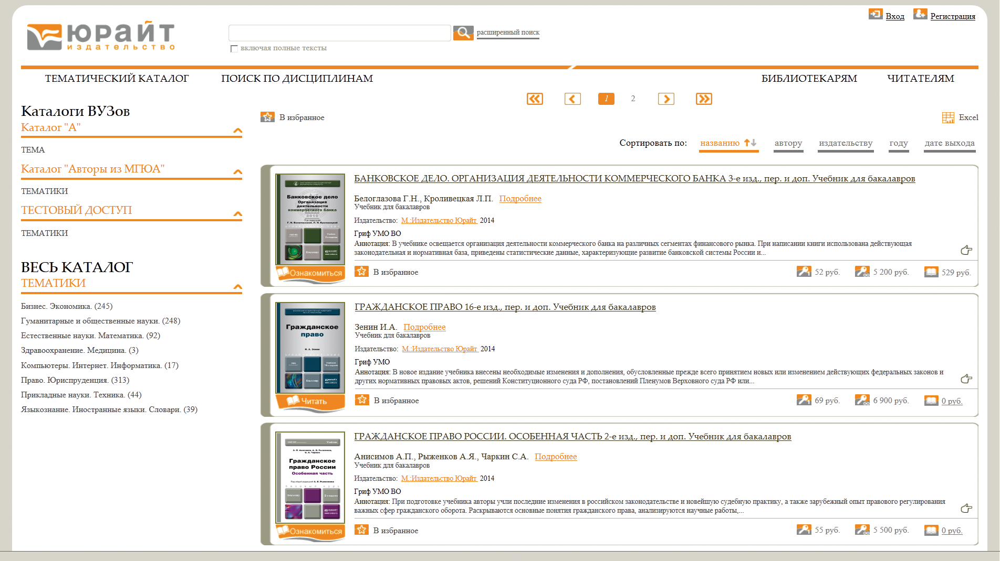 Вход
Регистрация
юрайт
издательство
расширенный поиск
включая полные тексты
ТЕМАТИЧЕСКИЙ КАТАЛОГ
ПОИСК ПО ДИСЦИПЛИНАМ
БИБЛИОТЕКАРЯМ
ЧИТАТЕЛЯМ
1
2
Каталоги ВУЗов
Каталог "А"
ТЕМА
Каталог "Авторы из МГЮА"
ТЕМАТИКИ
ТЕСТОВЫЙ ДОСТУП
ТЕМАТИКИ
ВЕСЬ КАТАЛОГ
ТЕМАТИКИ
Бизнес. Экономика. (245)
Гуманитарные и общественные науки. (248)
Естественные науки. Математика. (92)
Здравоохранение. Медицина. (3)
Компьютеры. Интернет. Информатика. (17)
Право. Юриспруденция. (313)
Прикладные науки. Техника. (44)
Языкознание. Иностранные языки. Словари. (39)
В избранное
Excel
Сортировать по: названию автору издательству году дате выхода
БАНКОВСКОЕ ДЕЛО. ОРГАНИЗАЦИЯ ДЕЯТЕЛЬНОСТИ КОММЕРЧЕСКОГО БАНКА 3-е изд., пер. и доп. Учебник для бакалавров
Белоглазова Г.Н., Кроливецкая Л.П. Подробнее
Учебник для бакалавров
Издательство: М.:Издательство Юрайт 2014
Гриф УМО ВО
Аннотация: В учебнике освещается организация деятельности коммерческого банка на различных сегментах финансового рынка. При написании книги использована действующая
законодательная и нормативная база, приведены статистические данные, характеризующие развитие банковской системы России и...
Банковское дело
Организация
деятельности
коммерческого банка
Под редакцией
Г. Н. Белоглазовой, Л. П. Кроливецкой
Ознакомиться
В избранное
52 руб.
5 200 руб.
529 руб.
ГРАЖДАНСКОЕ ПРАВО 16-е изд., пер. и доп. Учебник для бакалавров
Зенин И.А. Подробнее
Учебник для бакалавров
Издательство: М.:Издательство Юрайт 2014
Гриф УМО
Аннотация: В новое издание учебника внесены необходимые изменения и дополнения, обусловленные прежде всего принятием новых или изменением действующих федеральных законов и
других нормативных правовых актов, решений Конституционного суда РФ, постановлений Пленумов Верховного суда РФ или...
Гражданское
право
И. А. Зенин
Читать
В избранное
69 руб.
6 900 руб.
0 руб.
ГРАЖДАНСКОЕ ПРАВО РОССИИ. ОСОБЕННАЯ ЧАСТЬ 2-е изд., пер. и доп. Учебник для бакалавров
Анисимов А.П., Рыженков А.Я., Чаркин С.А. Подробнее
Учебник для бакалавров
Издательство: М.:Издательство Юрайт 2014
Гриф УМО ВО
Аннотация: При подготовке учебника авторы учли последние изменения в российском законодательстве и новейшую судебную практику, а также зарубежный опыт правового регулирования
важных сфер гражданского оборота. Раскрываются основные понятия гражданского права, анализируются научные работы,...
А. П. Анисимов, А. Я. Рыженков,
С. А. Чаркин
Гражданское
право России
Особенная часть
Под общей редакцией А. Я. Рыженкова
Ознакомиться
В избранное
55 руб.
5 500 руб.
0 руб.